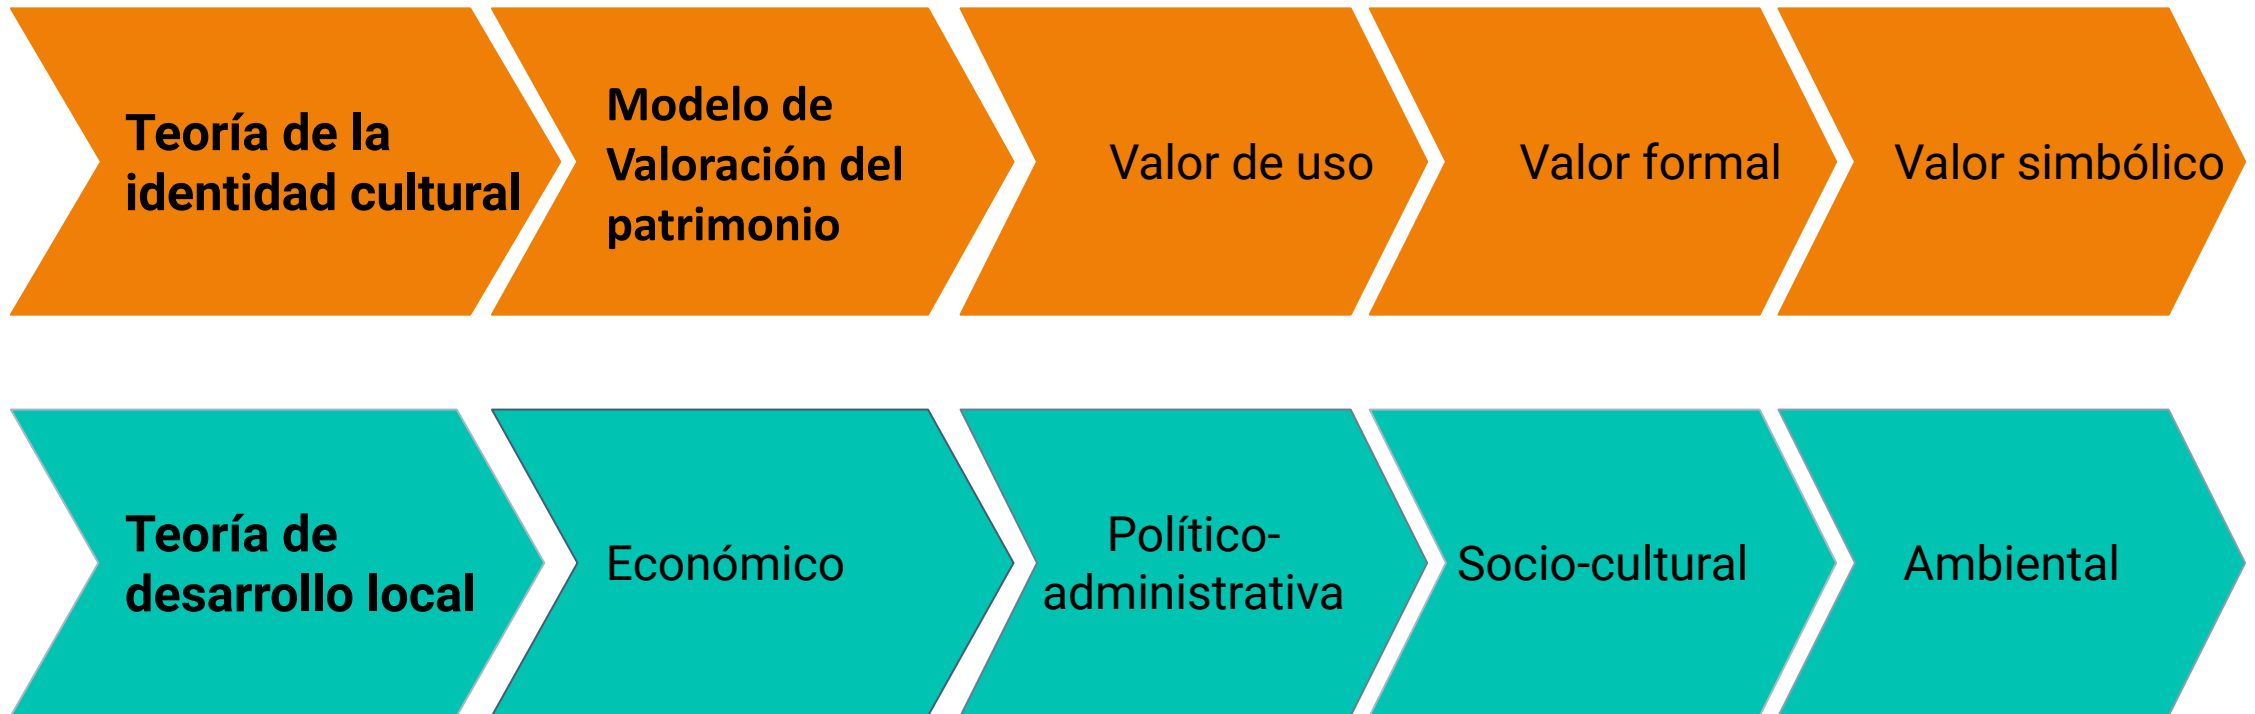 Teoría de la
identidad cultural
Modelo de
Valoración del
patrimonio
Valor de uso
Valor formal
Valor simbólico
Teoría de
desarrollo local
Económico
Político-
administrativa
Socio-cultural
Ambiental